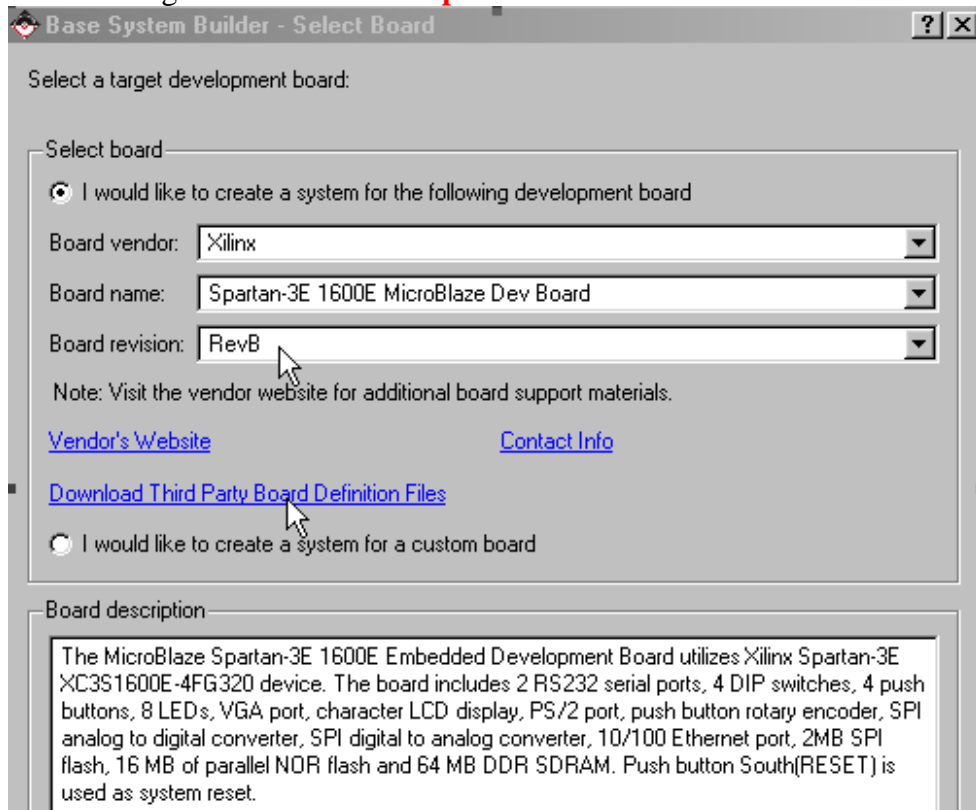 Base System Builder - Select Board
Select a target development board:
Select board
I would like to create a system for the following development board
Board vendor: Xilinx
Board name: Spartan-3E 1600E MicroBlaze Dev Board
Board revision: RevB
Note: Visit the vendor website for additional board support materials.
Vendor's Website Contact Info
Download Third Party Board Definition Files
I would like to create a system for a custom board
Board description
The MicroBlaze Spartan-3E 1600E Embedded Development Board utilizes Xilinx Spartan-3E
XC3S1600E-4FG320 device. The board includes 2 RS232 serial ports, 4 DIP switches, 4 push
buttons, 8 LEDs, VGA port, character LCD display, PS/2 port, push button rotary encoder, SPI
analog to digital converter, SPI digital to analog converter, 10/100 Ethernet port, 2MB SPI
flash, 16 MB of parallel NOR flash and 64 MB DDR SDRAM. Push button South(RESET) is
used as system reset.